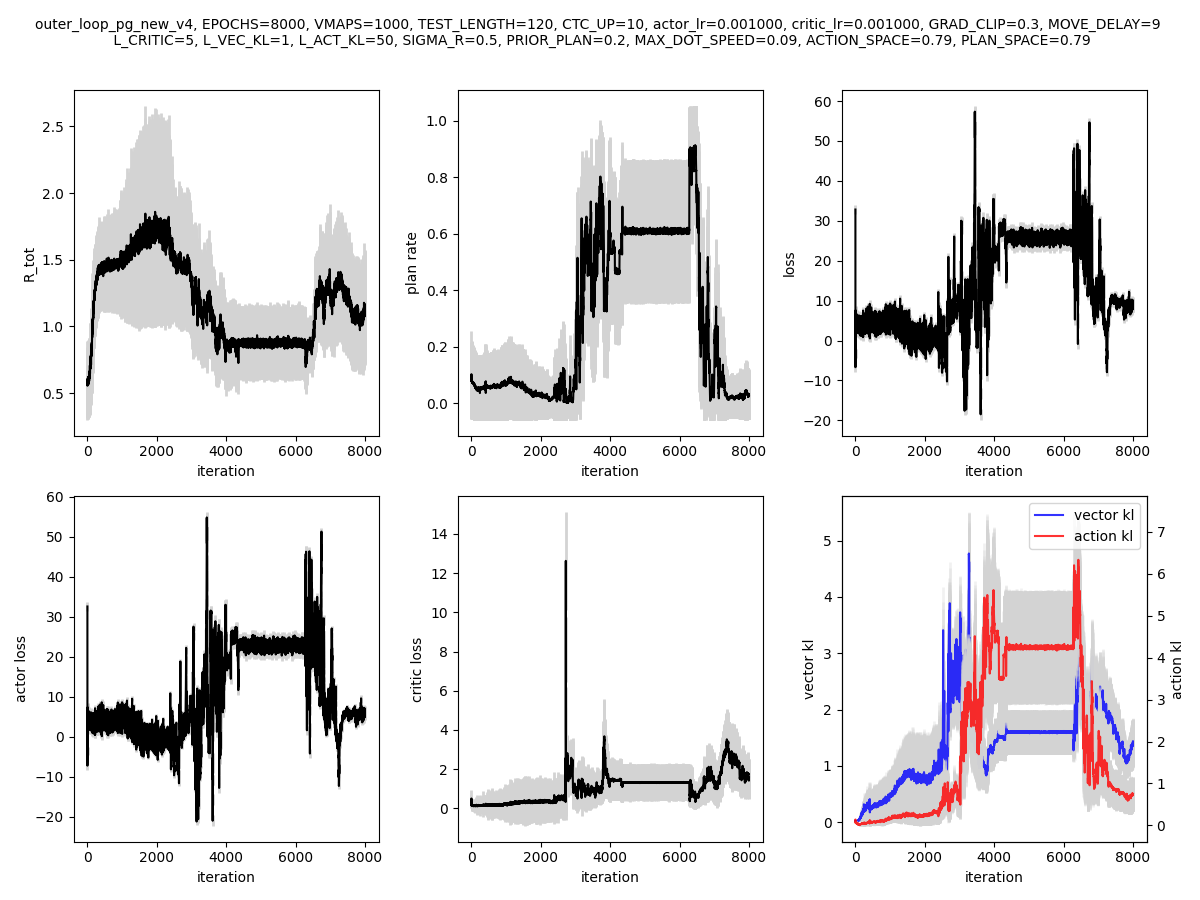 outer_loop_pg_new_v4, EPOCHS=8000, VMAPS=1000, TEST_LENGTH=120, CTC_UP=10, actor_lr=0.001000, critic_lr=0.001000, GRAD_CLIP=0.3, MOVE_DELAY=9
L_CRITIC=5, L_VEC_KL=1, L_ACT_KL=50, SIGMA_R=0.5, PRIOR_PLAN=0.2, MAX_DOT_SPEED=0.09, ACTION_SPACE=0.79, PLAN_SPACE=0.79
R_tot
2.5
2.0
1.5
1.0
0.5
0 2000 4000 6000 8000
iteration
plan rate
1.0
0.8
0.6
0.4
0.2
0.0
0 2000 4000 6000 8000
iteration
loss
60
50
40
30
20
10
0
−10
−20
0 2000 4000 6000 8000
iteration
actor loss
60
50
40
30
20
10
0
−10
−20
0 2000 4000 6000 8000
iteration
critic loss
14
12
10
8
6
4
2
0
0 2000 4000 6000 8000
iteration
vector kl
5
4
3
2
1
0
vector kl
action kl
7
6
5
4
3
2
1
0
action kl
0 2000 4000 6000 8000
iteration